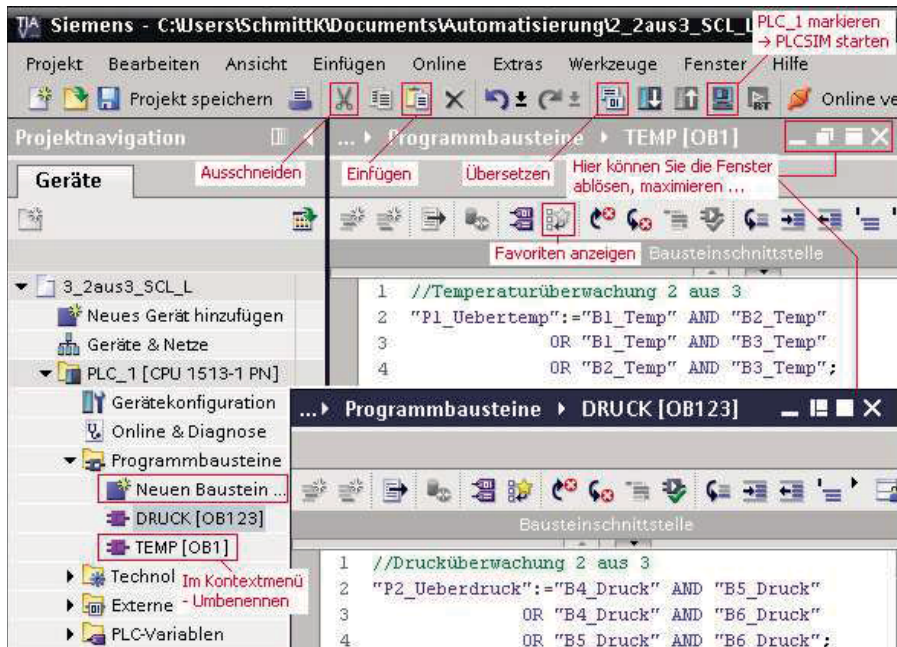 Siemens - C:\Users\SchmittK\Documents\Automatisierung\2_2aus3_SCL_L
PLC_1 markieren
→ PLCSIM starten
Projekt Bearbeiten Ansicht Einfügen Online Extras Werkzeuge Fenster Hilfe
Projekt speichern
Online ve
Projektnavigation
... Programmbausteine TEMP [OB1]
Ausschneiden
Einfügen
Übersetzen
Hier können Sie die Fenster
ablösen, maximieren ...
Geräte
Favoriten anzeigen
Bausteinschnittstelle
3_2aus3_SCL_L
Neues Gerät hinzufügen
Geräte & Netze
PLC_1 [CPU 1513-1 PN]
Gerätekonfiguration
Online & Diagnose
Programmbausteine
Neuen Baustein ...
DRUCK [OB123]
TEMP [OB1]
Technol
Im Kontextmenü
- Umbenennen
Externe
PLC-Variablen
1 //Temperaturüberwachung 2 aus 3
2 "P1_Uebertemp":="B1_Temp" AND "B2_Temp"
3 OR "B1_Temp" AND "B3_Temp"
4 OR "B2_Temp" AND "B3_Temp";
... Programmbausteine DRUCK [OB123]
Bausteinschnittstelle
1 //Drucküberwachung 2 aus 3
2 "P2_Ueberdruck":="B4_Druck" AND "B5_Druck"
3 OR "B4_Druck" AND "B6_Druck"
4 OR "B5_Druck" AND "B6_Druck";